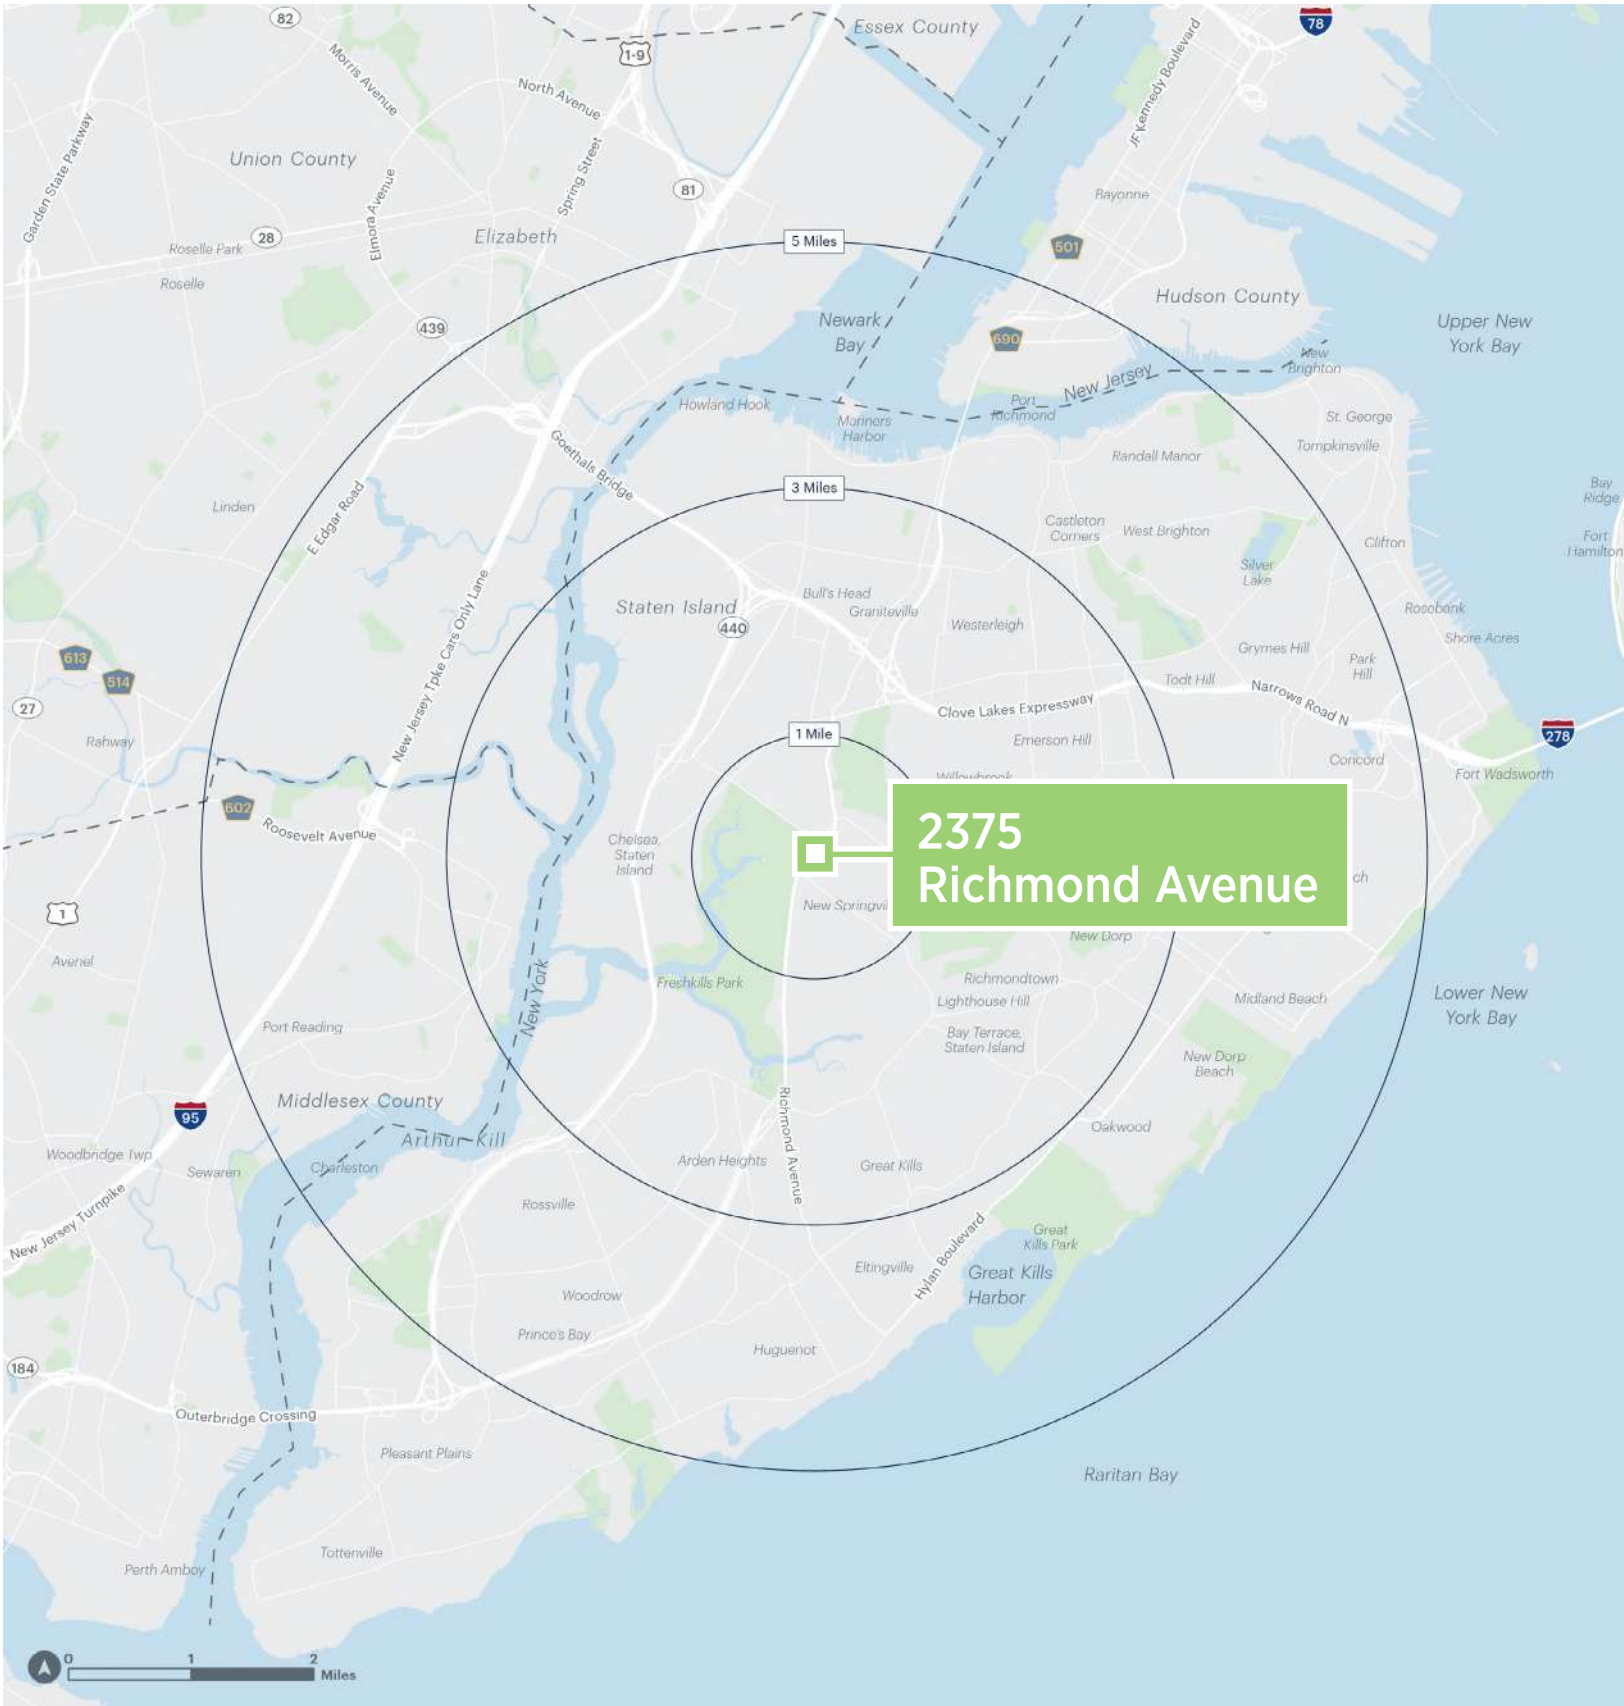 82
Essex County
78
1-9
Morris Avenue
North Avenue
JF Kennedy Boulevard
Garden State Parkway
Union County
Spring Street
Elmora Avenue
81
Bayonne
Elizabeth
28
Roselle Park
5 Miles
501
Roselle
Hudson County
439
Newark
Bay
690
Upper New
York Bay
New
Brighton
New Jersey
Howland Hook
Port
Richmond
Mariners
Harbor
St. George
Tompkinsville
Goethals Bridge
Randall Manor
3 Miles
Bay
Ridge
Linden
E Edgar Road
Castleton
Corners
West Brighton
Clifton
Fort
Hamilton
Silver
Lake
Bull's Head
Staten Island
Graniteville
440
Westerleigh
Rosebank
Shore Acres
New Jersey Tpke Cars Only Lane
613
514
Grymes Hill
Park
Hill
Todt Hill
Narrows Road N
27
Clove Lakes Expressway
1 Mile
278
Rahway
Emerson Hill
Concord
Willowbrook
Fort Wadsworth
602
Roosevelt Avenue
2375
Richmond Avenue
Chelsea,
Staten
Island
ch
1
New Springvi
New Dorp
Avenel
Freshkills Park
Richmondtown
Lighthouse Hill
Midland Beach
Lower New
York Bay
New York
Port Reading
Bay Terrace,
Staten Island
New Dorp
Beach
Middlesex County
95
Arthur Kill
Oakwood
Richmond Avenue
Woodbridge Twp
Sewaren
Charleston
Arden Heights
Great Kills
Rossville
New Jersey Turnpike
Great
Kills Park
Hylan Boulevard
Eltingville
Great Kills
Harbor
Woodrow
Prince's Bay
Huguenot
184
Outerbridge Crossing
Pleasant Plains
Raritan Bay
Tottenville
Perth Amboy
0 1 2
Miles